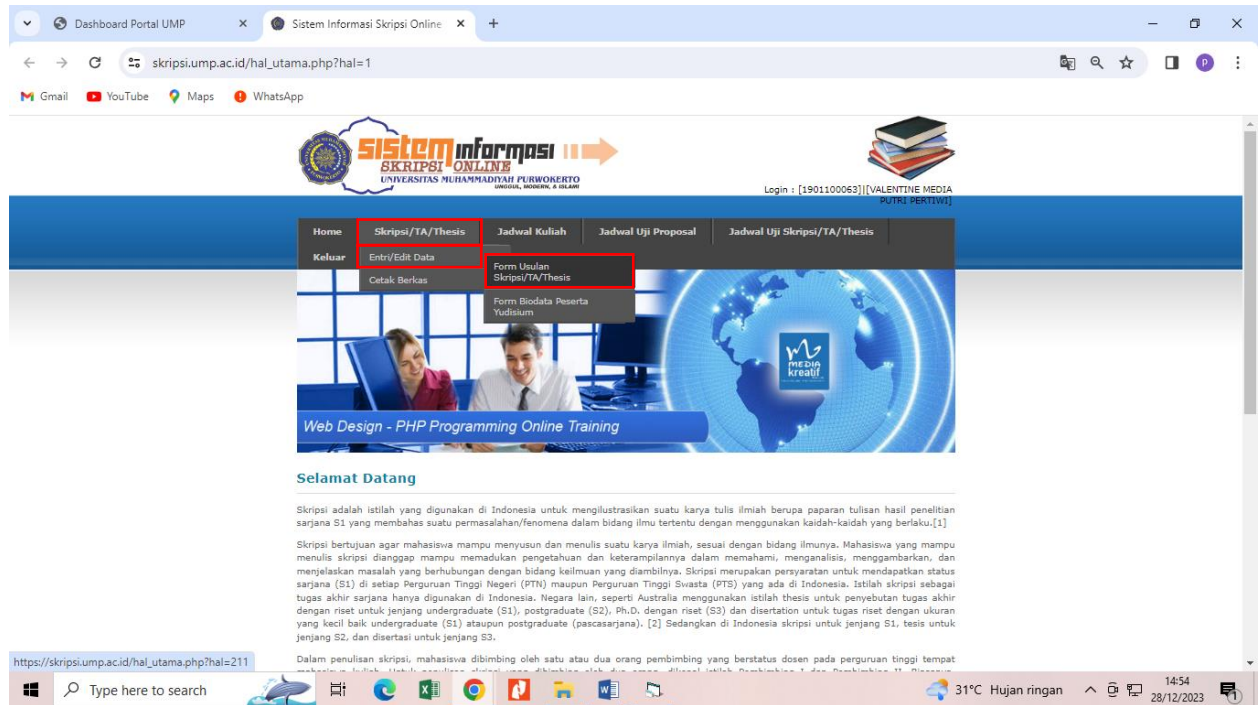 Dashboard Portal UMP
Sistem Informasi Skripsi Online
skripsi.ump.ac.id/hal_utama.php?hal=1
P
Gmail
YouTube
Maps
WhatsApp
sistem informasi
SKRIPSI ONLINE
UNIVERSITAS MUHAMMADIYAH PURWOKERTO
UNGGUL, MODERN, & ISLAMI
Login : [1901100063]|[VALENTINE MEDIA
PUTRI PERTIWI]
Home
Skripsi/TA/Thesis
Jadwal Kuliah
Jadwal Uji Proposal
Jadwal Uji Skripsi/TA/Thesis
Keluar
Entri/Edit Data
Cetak Berkas
Form Usulan
Skripsi/TA/Thesis
Form Biodata Peserta
Yudisium
MEDIA
kreatif
Web Design - PHP Programming Online Training
Selamat Datang
Skripsi adalah istilah yang digunakan di Indonesia untuk mengilustrasikan suatu karya tulis ilmiah berupa paparan tulisan hasil penelitian
sarjana S1 yang membahas suatu permasalahan/fenomena dalam bidang ilmu tertentu dengan menggunakan kaidah-kaidah yang berlaku.[1]
Skripsi bertujuan agar mahasiswa mampu menyusun dan menulis suatu karya ilmiah, sesuai dengan bidang ilmunya. Mahasiswa yang mampu
menulis skripsi dianggap mampu memadukan pengetahuan dan keterampilannya dalam memahami, menganalisis, menggambarkan, dan
menjelaskan masalah yang berhubungan dengan bidang keilmuan yang diambilnya. Skripsi merupakan persyaratan untuk mendapatkan status
sarjana (S1) di setiap Perguruan Tinggi Negeri (PTN) maupun Perguruan Tinggi Swasta (PTS) yang ada di Indonesia. Istilah skripsi sebagai
tugas akhir sarjana hanya digunakan di Indonesia. Negara lain, seperti Australia menggunakan istilah thesis untuk penyebutan tugas akhir
dengan riset untuk jenjang undergraduate (S1), postgraduate (S2), Ph.D. dengan riset (S3) dan disertation untuk tugas riset dengan ukuran
yang kecil baik undergraduate (S1) ataupun postgraduate (pascasarjana). [2] Sedangkan di Indonesia skripsi untuk jenjang S1, tesis untuk
jenjang S2, dan disertasi untuk jenjang S3.
Dalam penulisan skripsi, mahasiswa dibimbing oleh satu atau dua orang pembimbing yang berstatus dosen pada perguruan tinggi tempat
https://skripsi.ump.ac.id/hal_utama.php?hal=211
Type here to search
31°C Hujan ringan
14:54
28/12/2023
1